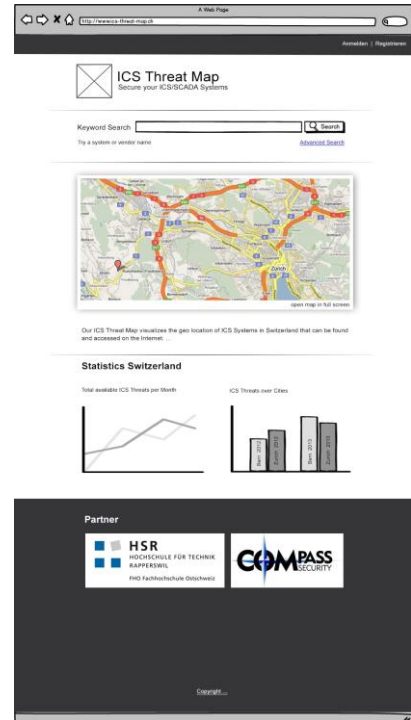 A Web Page
http://www.ics-threat-map.ch
Anmelden | Registrieren
ICS Threat Map
Secure your ICS/SCADA Systems
Keyword Search
Search
Try a system or vendor name
Advanced Search
Zürich
open map in full screen
Our ICS Threat Map visualizes the geo location of ICS Systems in Switzerland that can be found
and accessed on the Internet. ...
Statistics Switzerland
Total available ICS Threats per Month
ICS Threats over Cities
Bern 2012
Zurich 2012
Bern 2013
Zurich 2013
Partner
HSR
HOCHSCHULE FÜR TECHNIK
RAPPERSWIL
FHO Fachhochschule Ostschweiz
COMPASS
SECURITY
Copyright ...